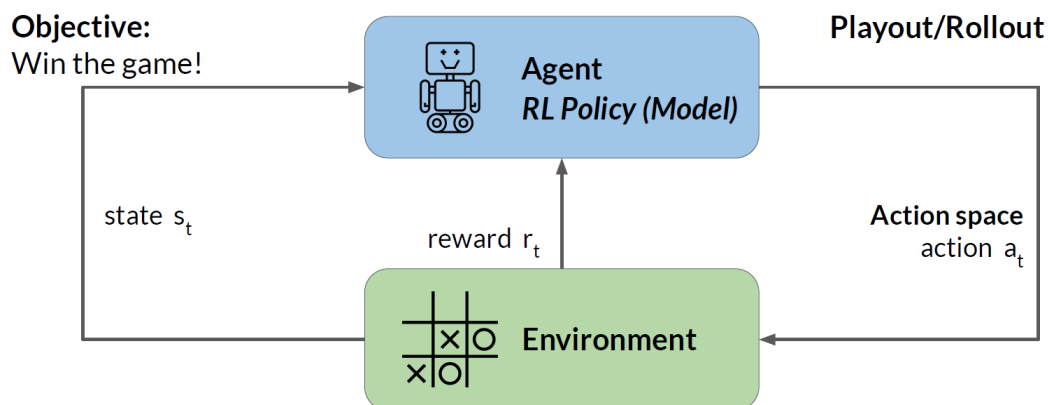 Objective:
Win the game!
Playout/Rollout
Agent
RL Policy (Model)
state s_t
reward r_t
Action space
action a_t
Environment